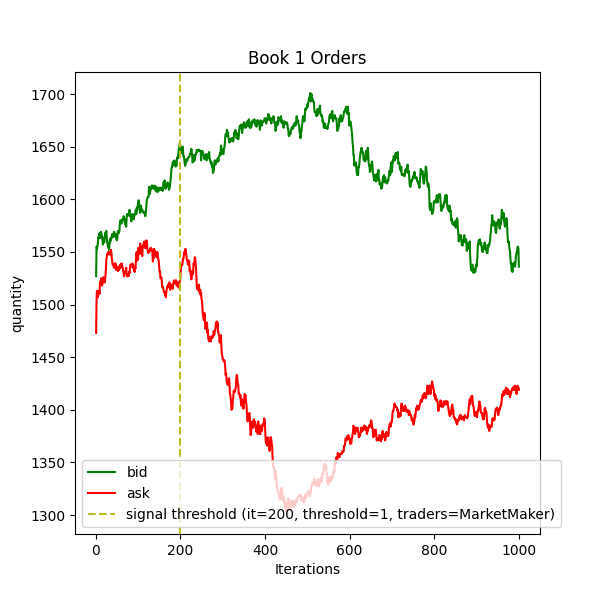 Book 1 Orders
1700
1650
1600
1550
1500
1450
1400
1350
1300
quantity
bid
ask
signal threshold (it=200, threshold=1, traders=MarketMaker)
0 200 400 600 800 1000
Iterations